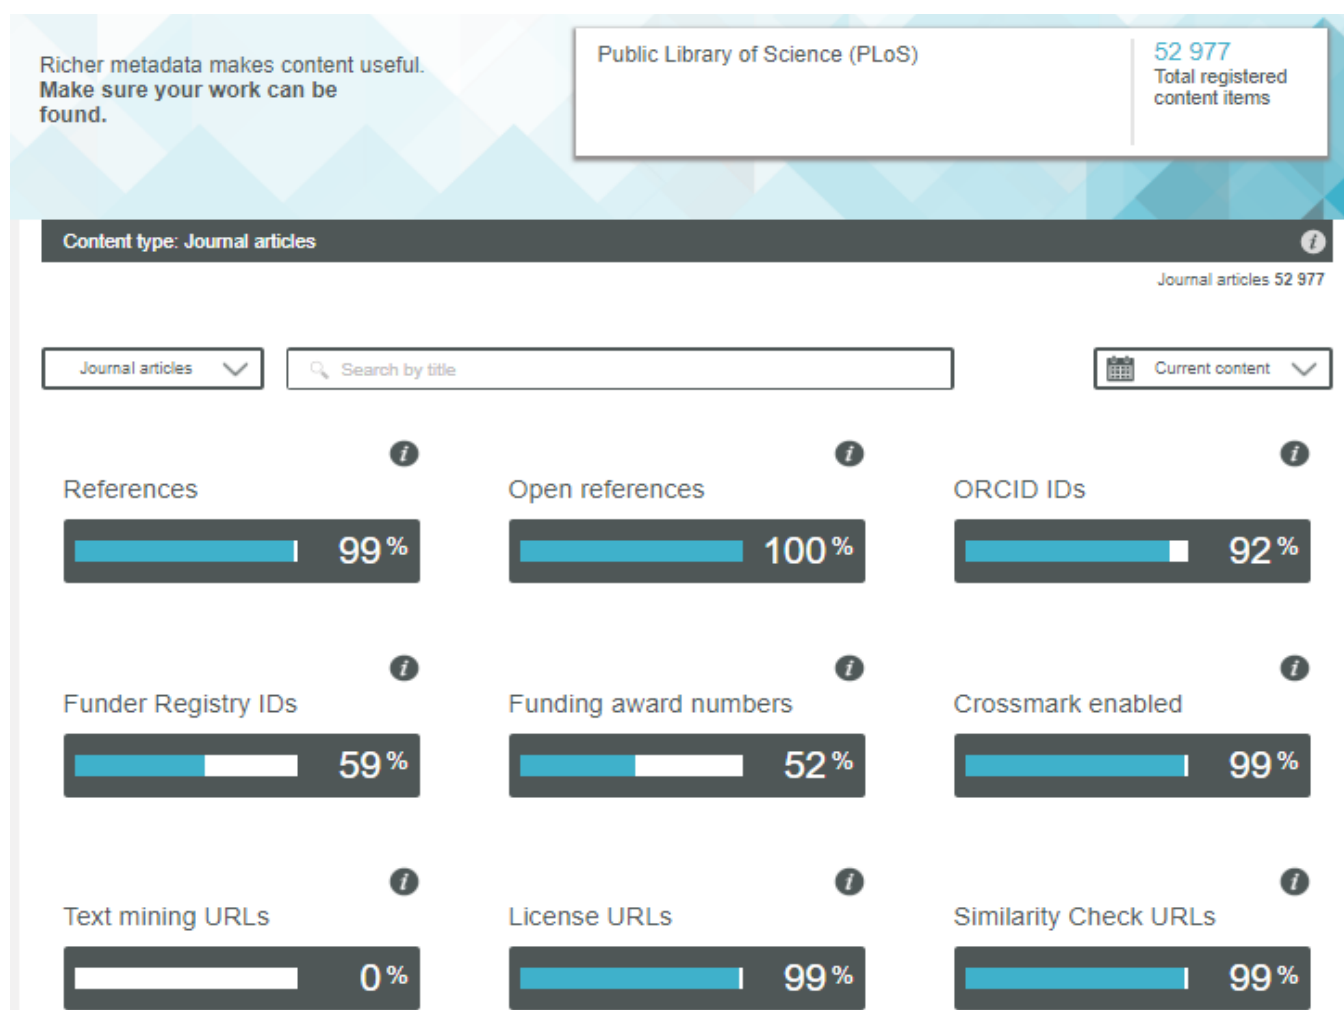 Richer metadata makes content useful.
Make sure your work can be
found.
Public Library of Science (PLoS)
52 977
Total registered
content items
Content type: Journal articles
Journal articles 52 977
Journal articles
Search by title
Current content
References
Open references
ORCID IDs
99%
100%
92%
Funder Registry IDs
Funding award numbers
Crossmark enabled
59%
52%
99%
Text mining URLs
License URLs
Similarity Check URLs
0%
99%
99%